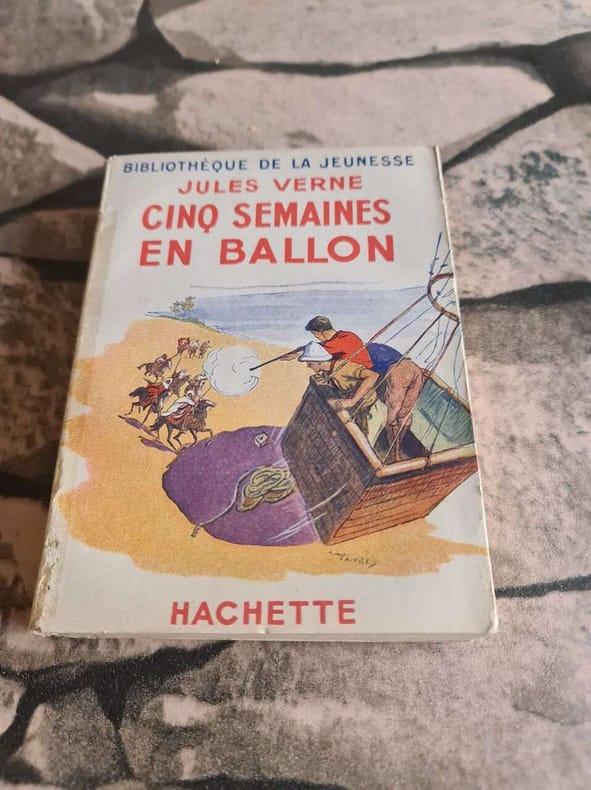 BIBLIOTHÈQUE DE LA JEUNESSE
JULES VERNE
CINQ SEMAINES
EN BALLON
HACHETTE